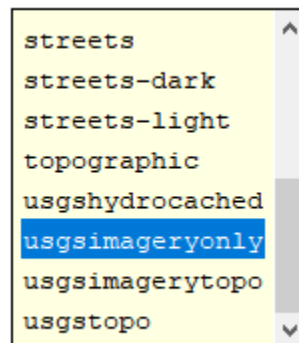 streets
streets-dark
streets-light
topographic
usgshydrocached
usgsimageryonly
usgsimagerytopo
usgstopo